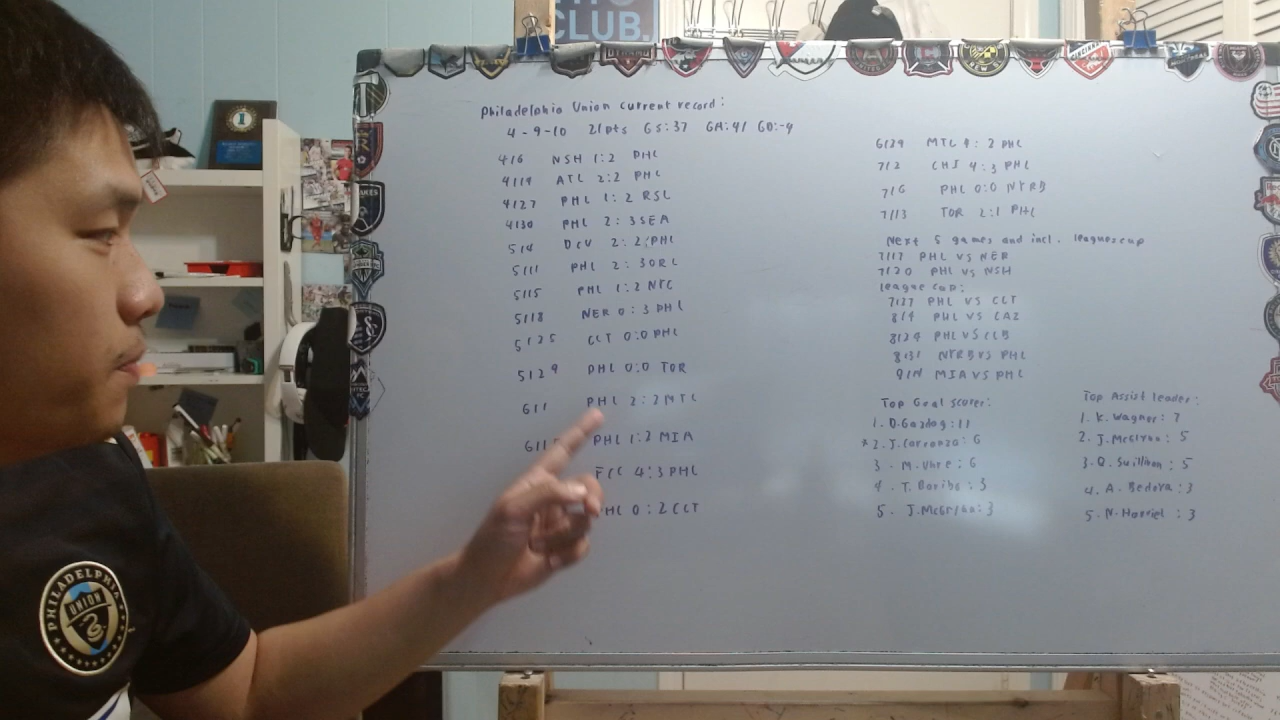 CLUB.
Philadelphia Union current record:
4-9-10 21pts GS:37 GA:41 GD:-4
4/6 NSH 1:2 PHL
4/14 ATL 2:2 PHL
4/27 PHL 1:2 RSL
4/30 PHL 2:3 SEA
5/4 DCU 2:2 PHL
5/11 PHL 2:3 ORL
5/15 PHL 1:2 NYC
5/18 NER 0:3 PHL
5/25 CLT 0:0 PHL
5/29 PHL 0:0 TOR
6/1 PHL 2:2 MTL
6/15 PHL 1:2 MIA
FCC 4:3 PHL
PHL 0:2 CLT
6/29 MTL 4:2 PHL
7/2 CHI 4:3 PHL
7/6 PHL 0:0 NYRB
7/13 TOR 2:1 PHL
Next 5 games and incl. leaguescup
7/17 PHL VS NER
7/20 PHL VS NSH
league cup:
7/27 PHL VS CLT
8/4 PHL VS CAZ
8/24 PHL VS CLB
8/31 NYRB VS PHL
9/14 MIA VS PHL
Top Goal scorer:
1. D. Gazdag: 11
*2. J. Carranza: 6
3. M. Uhre: 6
4. T. Baribo: 3
5. J. McGlynn: 3
Top Assist leader:
1. K. Wagner: 7
2. J. McGlynn: 5
3. Q. Sullivan: 5
4. A. Bedoya: 3
5. N. Harriel: 3
PHILADELPHIA
UNION